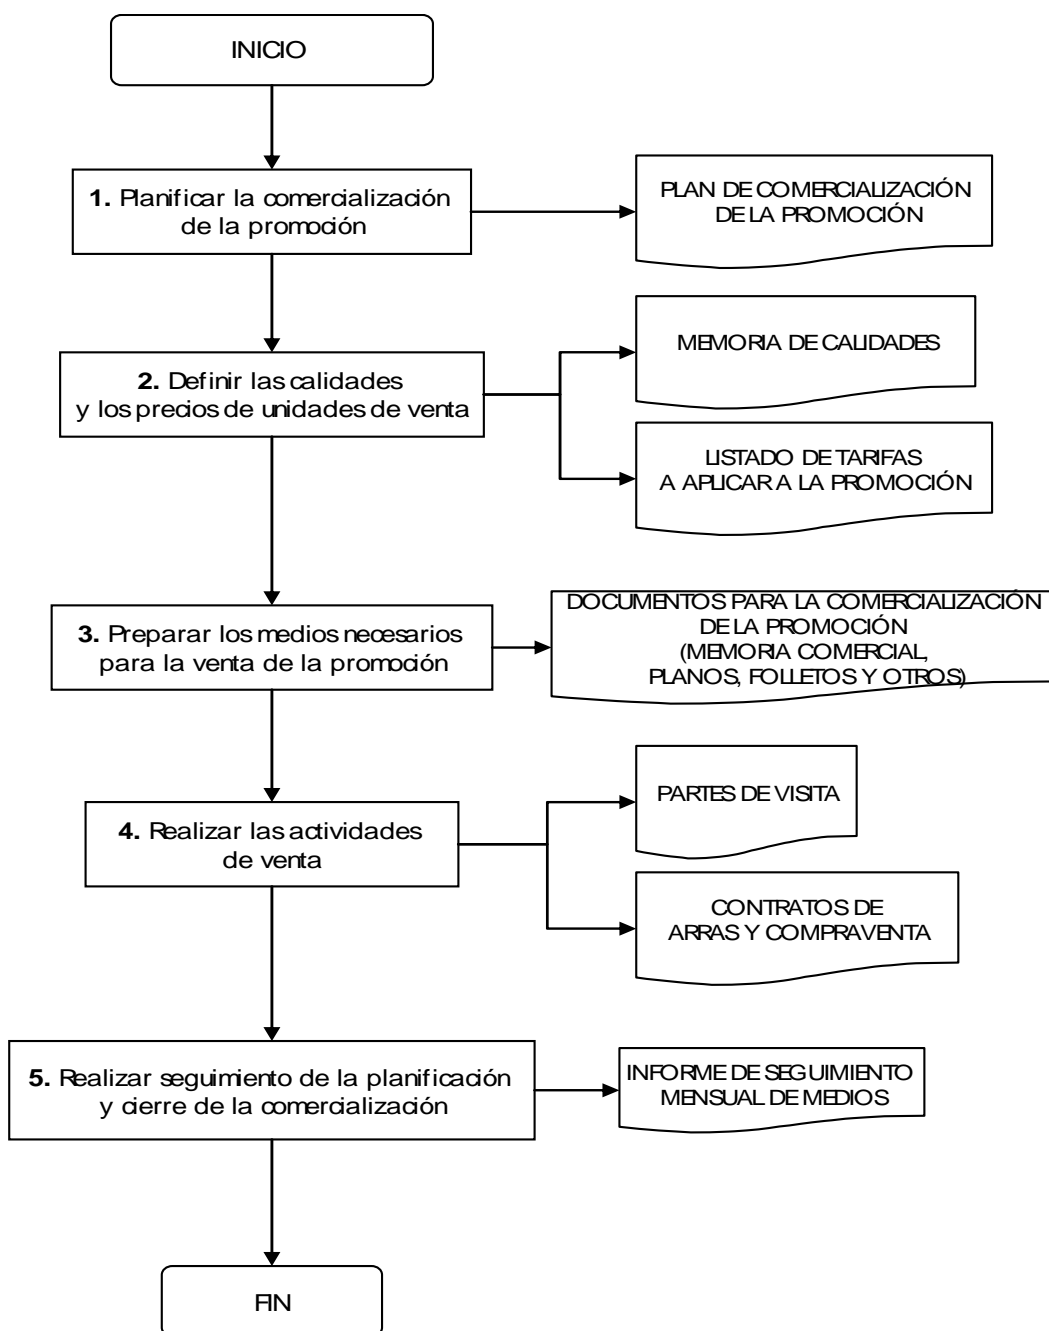 INICIO
1. Planificar la comercialización
de la promoción
PLAN DE COMERCIALIZACIÓN
DE LA PROMOCIÓN
MEMORIA DE CALIDADES
2. Definir las calidades
y los precios de unidades de venta
LISTADO DE TARIFAS
A APLICAR A LA PROMOCIÓN
3. Preparar los medios necesarios
para la venta de la promoción
DOCUMENTOS PARA LA COMERCIALIZACIÓN
DE LA PROMOCIÓN
(MEMORIA COMERCIAL,
PLANOS, FOLLETOS Y OTROS)
4. Realizar las actividades
de venta
PARTES DE VISITA
CONTRATOS DE
ARRAS Y COMPRAVENTA
5. Realizar seguimiento de la planificación
y cierre de la comercialización
INFORME DE SEGUIMIENTO
MENSUAL DE MEDIOS
FIN